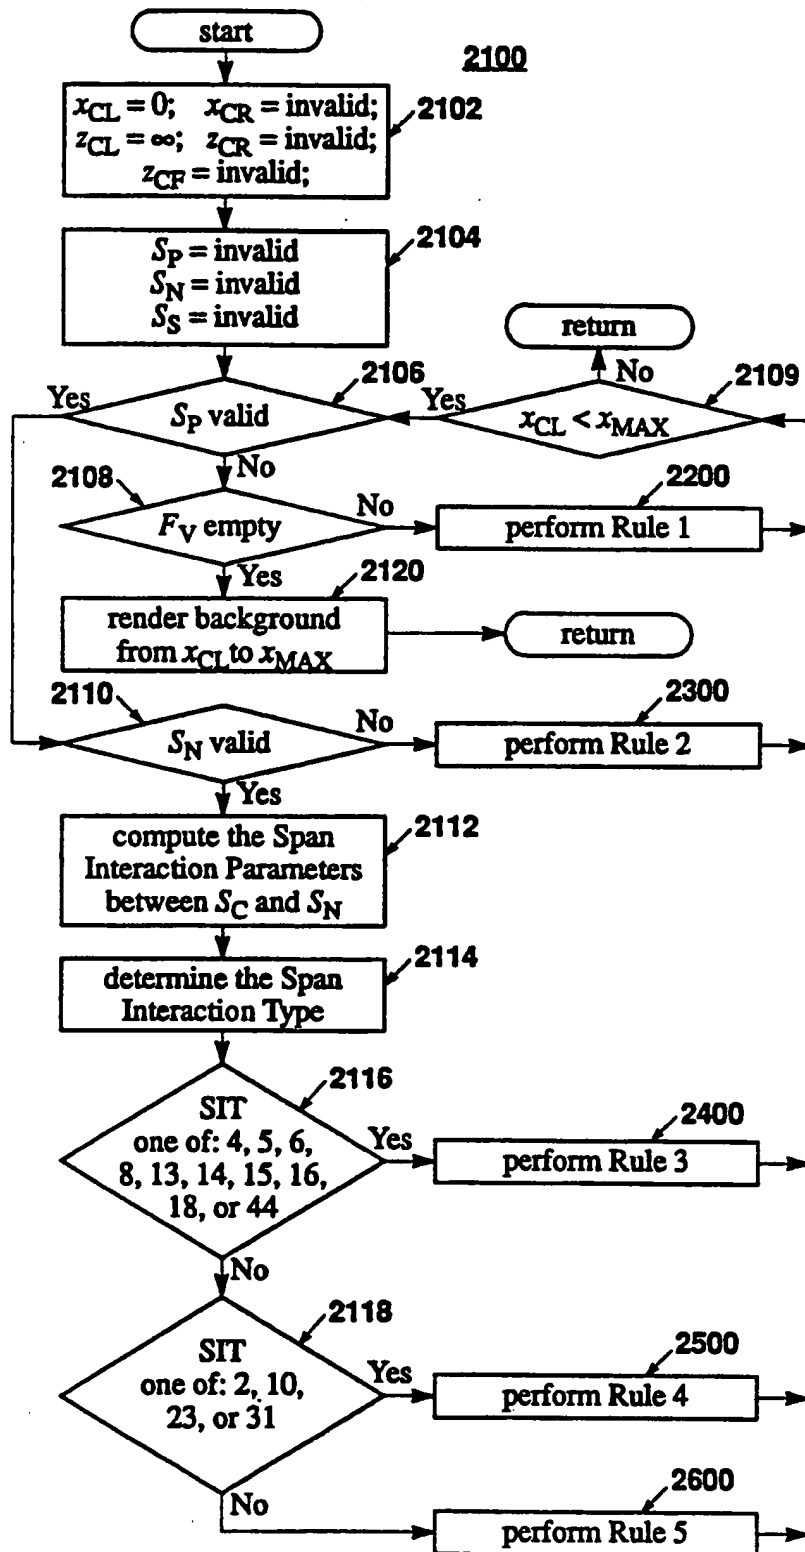 start
2100
x_CL = 0; x_CR = invalid;
z_CL = ∞; z_CR = invalid;
z_CF = invalid;
2102
S_P = invalid
S_N = invalid
S_S = invalid
2104
return
No
2109
x_CL < x_MAX
Yes
2106
Yes
S_P valid
No
2108
F_V empty
No
2200
perform Rule 1
Yes
2120
render background
from x_CL to x_MAX
return
2110
S_N valid
No
2300
perform Rule 2
Yes
compute the Span
Interaction Parameters
between S_C and S_N
2112
determine the Span
Interaction Type
2114
2116
SIT
one of: 4, 5, 6,
8, 13, 14, 15, 16,
18, or 44
Yes
2400
perform Rule 3
No
2118
SIT
one of: 2, 10,
23, or 31
Yes
2500
perform Rule 4
No
2600
perform Rule 5